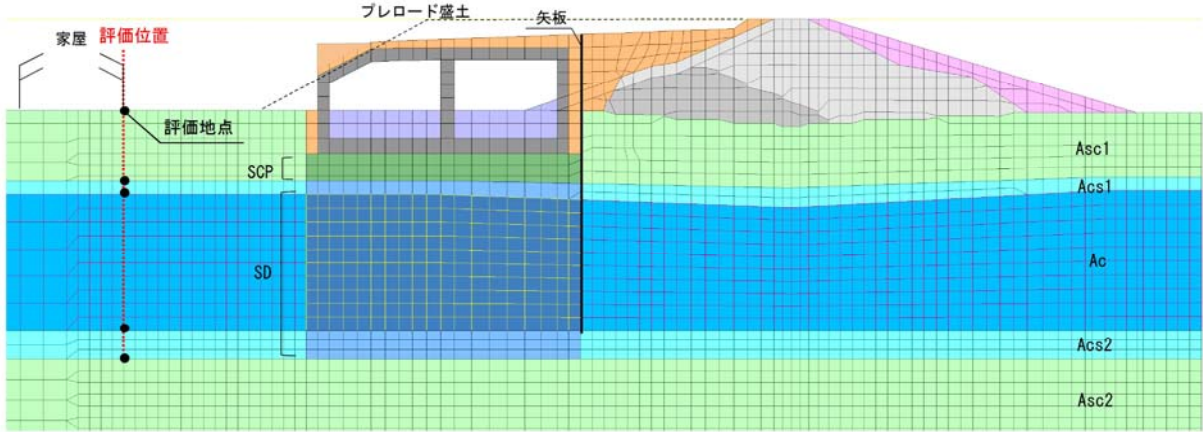 プレロード盛土
矢板
家屋
評価位置
評価地点
SCP
SD
Asc1
Acs1
Ac
Acs2
Asc2